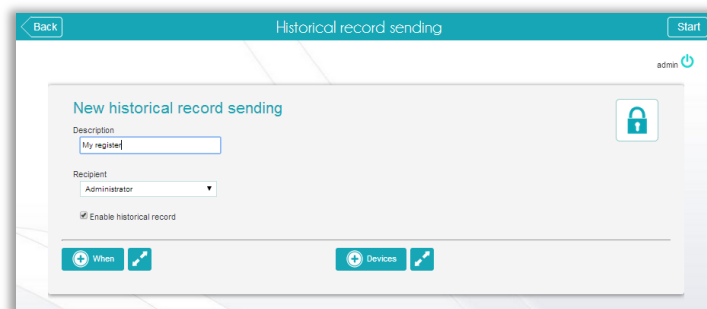 Back Historical record sending Start
admin
New historical record sending
Description
My register
Recipient
Administrator
Enable historical record
When Devices